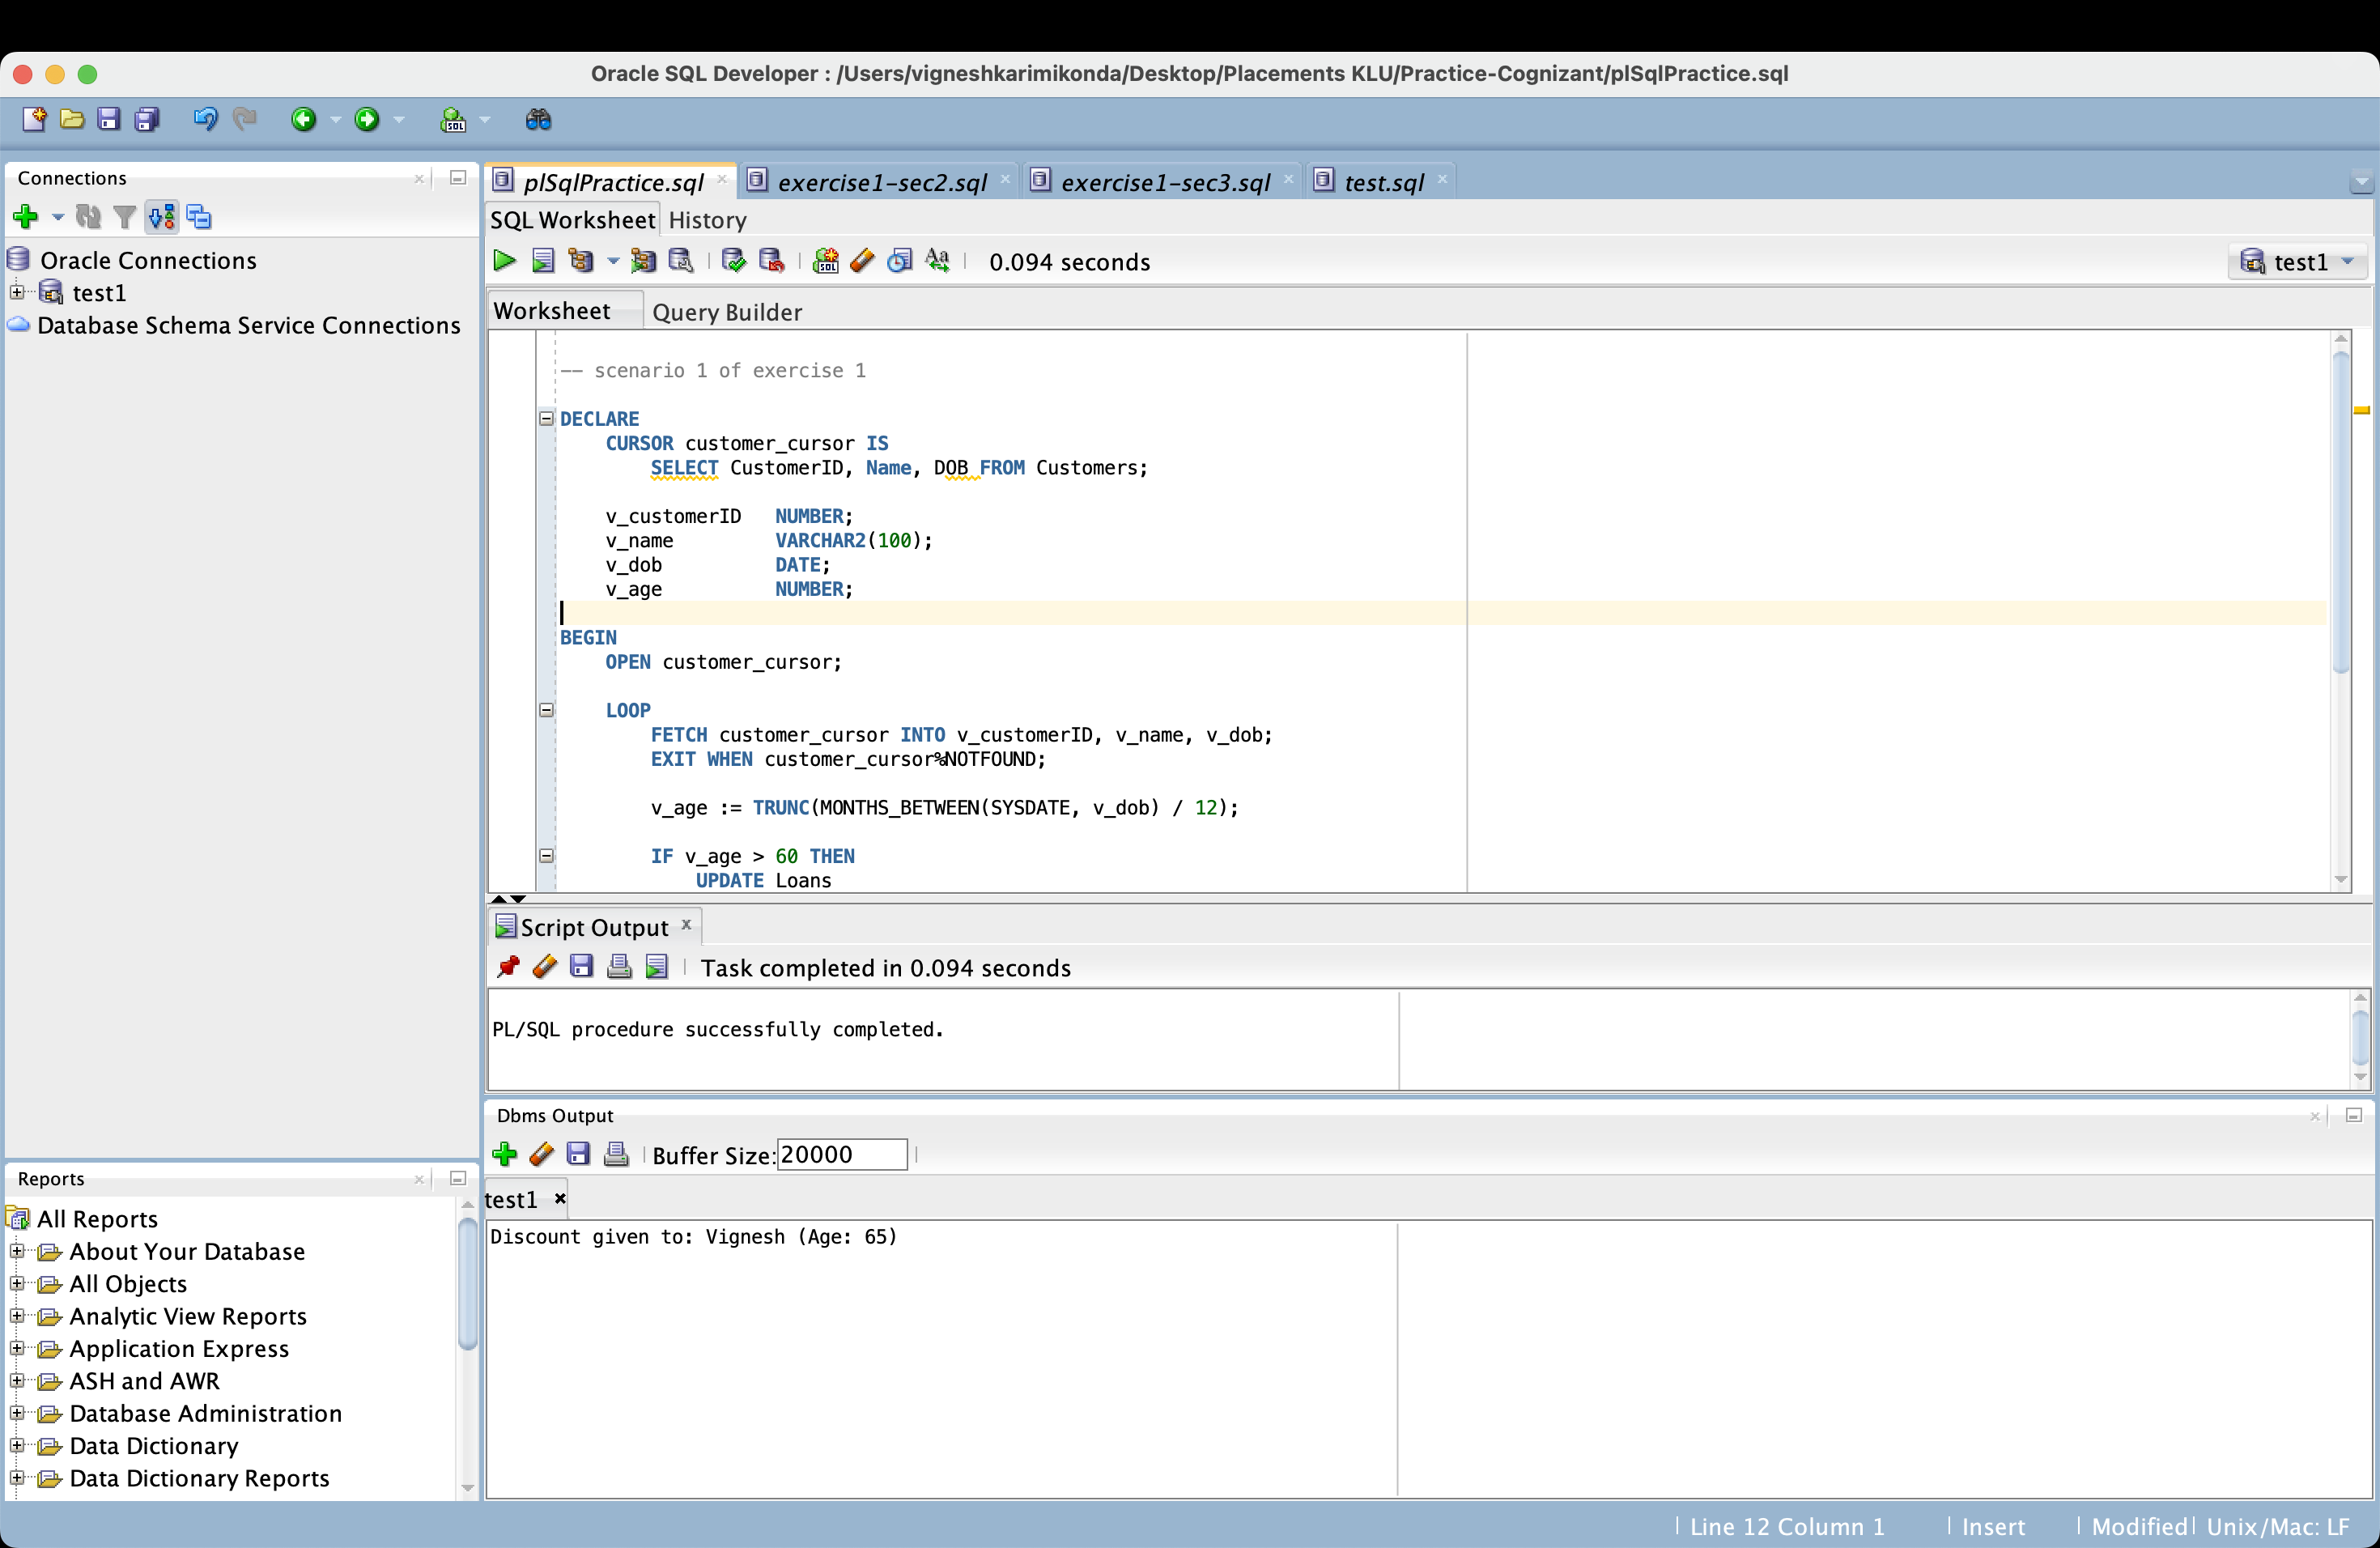 Oracle SQL Developer : /Users/vigneshkarimikonda/Desktop/Placements KLU/Practice-Cognizant/plSqlPractice.sql
Connections
Oracle Connections
test1
Database Schema Service Connections
plSqlPractice.sql
exercise1-sec2.sql
exercise1-sec3.sql
test.sql
SQL Worksheet
History
0.094 seconds
test1
Worksheet
Query Builder
-- scenario 1 of exercise 1
DECLARE
CURSOR customer_cursor IS
SELECT CustomerID, Name, DOB FROM Customers;
v_customerID NUMBER;
v_name VARCHAR2(100);
v_dob DATE;
v_age NUMBER;
BEGIN
OPEN customer_cursor;
LOOP
FETCH customer_cursor INTO v_customerID, v_name, v_dob;
EXIT WHEN customer_cursor%NOTFOUND;
v_age := TRUNC(MONTHS_BETWEEN(SYSDATE, v_dob) / 12);
IF v_age > 60 THEN
UPDATE Loans
Script Output
Task completed in 0.094 seconds
PL/SQL procedure successfully completed.
Dbms Output
Buffer Size: 20000
test1
Discount given to: Vignesh (Age: 65)
Reports
All Reports
About Your Database
All Objects
Analytic View Reports
Application Express
ASH and AWR
Database Administration
Data Dictionary
Data Dictionary Reports
Line 12 Column 1
Insert
Modified
Unix/Mac: LF